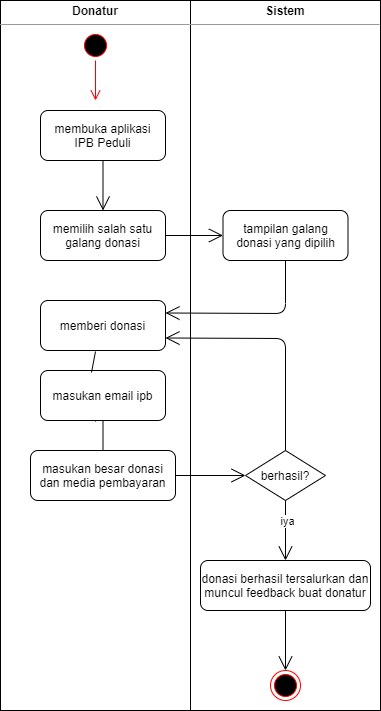 Donatur
Sistem
membuka aplikasi
IPB Peduli
memilih salah satu
galang donasi
tampilan galang
donasi yang dipilih
memberi donasi
masukan email ipb
masukan besar donasi
dan media pembayaran
berhasil?
iya
donasi berhasil tersalurkan dan
muncul feedback buat donatur